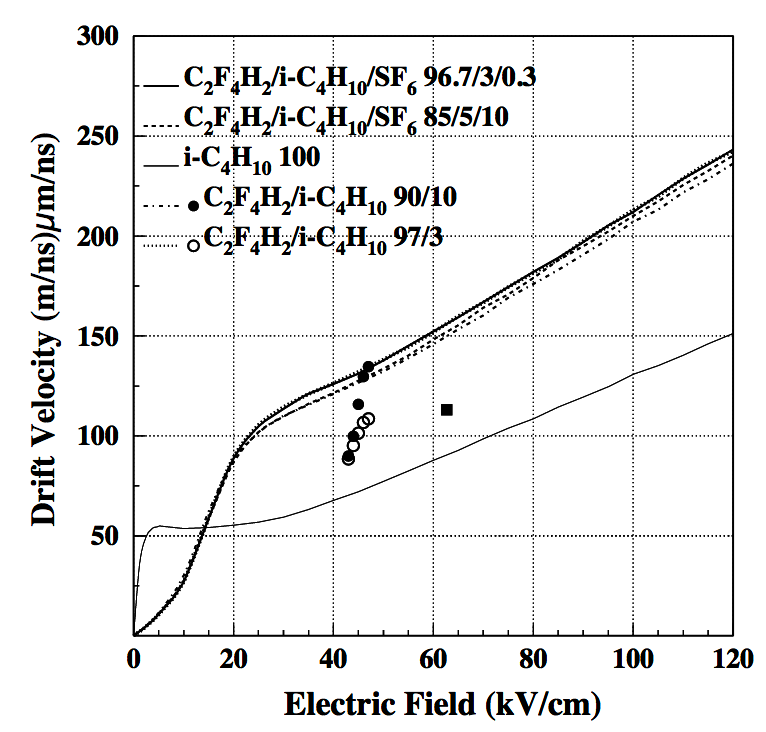 300
250
200
150
100
50
C₂F₄H₂/i-C₄H₁₀/SF₆ 96.7/3/0.3
C₂F₄H₂/i-C₄H₁₀/SF₆ 85/5/10
i-C₄H₁₀ 100
C₂F₄H₂/i-C₄H₁₀ 90/10
C₂F₄H₂/i-C₄H₁₀ 97/3
Drift Velocity (m/ns)μm/ns)
0 20 40 60 80 100 120
Electric Field (kV/cm)